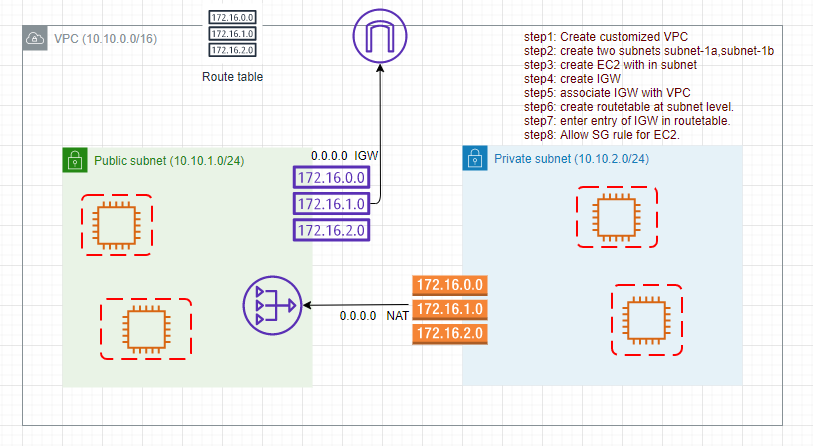 VPC (10.10.0.0/16)
172.16.0.0
172.16.1.0
172.16.2.0
Route table
step1: Create customized VPC
step2: create two subnets subnet-1a,subnet-1b
step3: create EC2 with in subnet
step4: create IGW
step5: associate IGW with VPC
step6: create routetable at subnet level.
step7: enter entry of IGW in routetable.
step8: Allow SG rule for EC2.
Public subnet (10.10.1.0/24)
0.0.0.0 IGW
172.16.0.0
172.16.1.0
172.16.2.0
Private subnet (10.10.2.0/24)
172.16.0.0
172.16.1.0
172.16.2.0
0.0.0.0 NAT